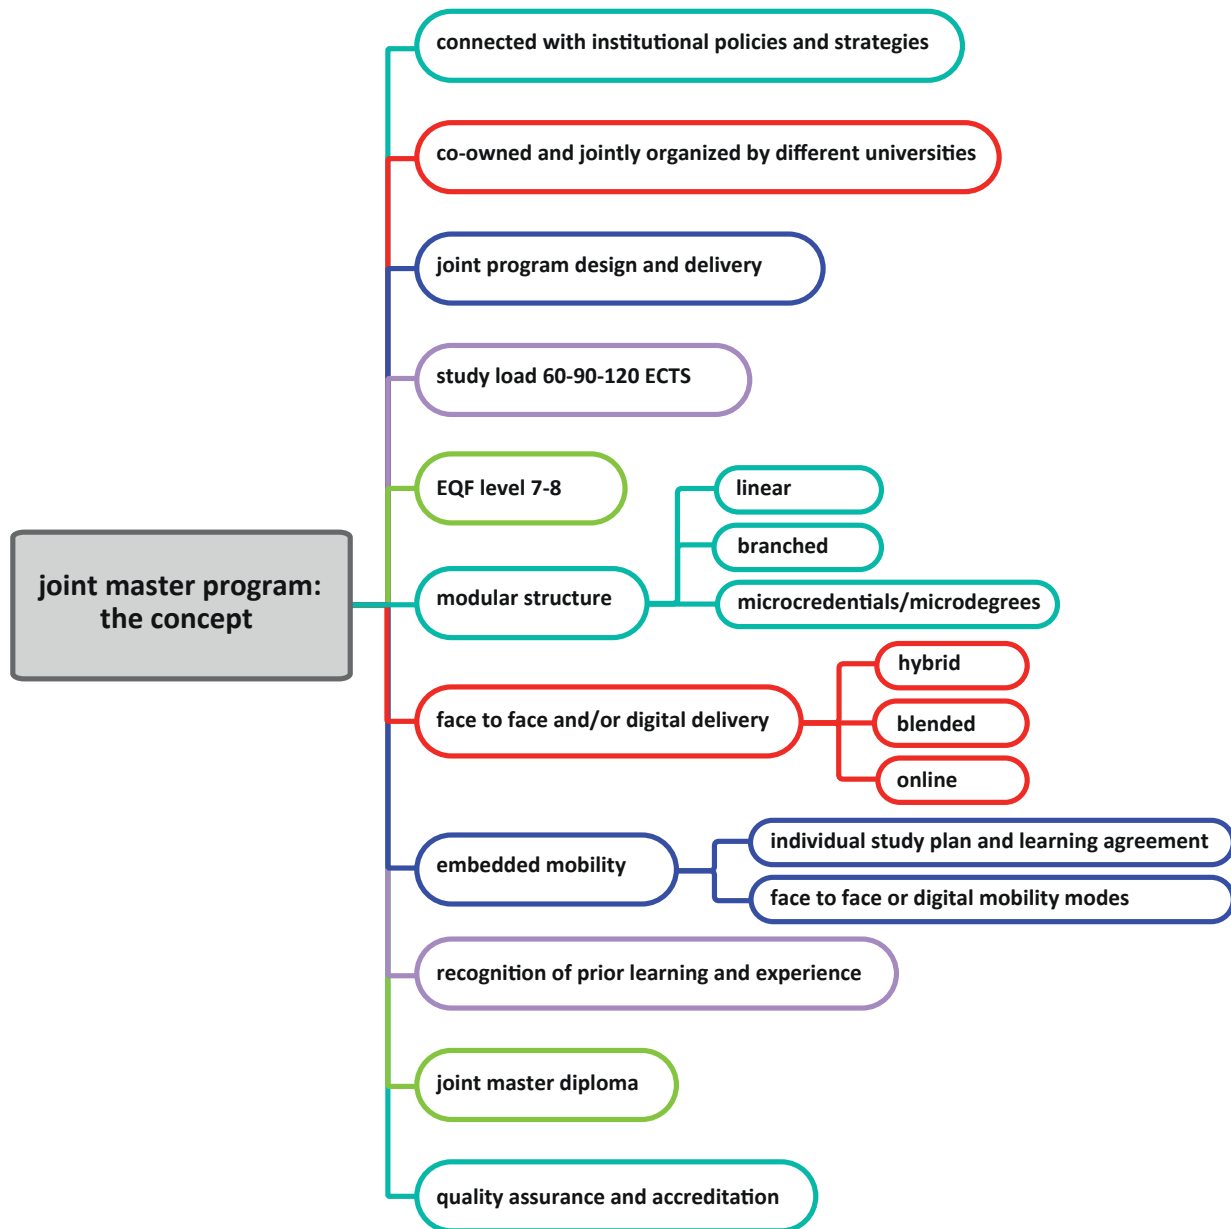 connected with institutional policies and strategies
co-owned and jointly organized by different universities
joint program design and delivery
study load 60-90-120 ECTS
EQF level 7-8
joint master program:
the concept
modular structure
linear
branched
microcredentials/microdegrees
face to face and/or digital delivery
hybrid
blended
online
embedded mobility
individual study plan and learning agreement
face to face or digital mobility modes
recognition of prior learning and experience
joint master diploma
quality assurance and accreditation